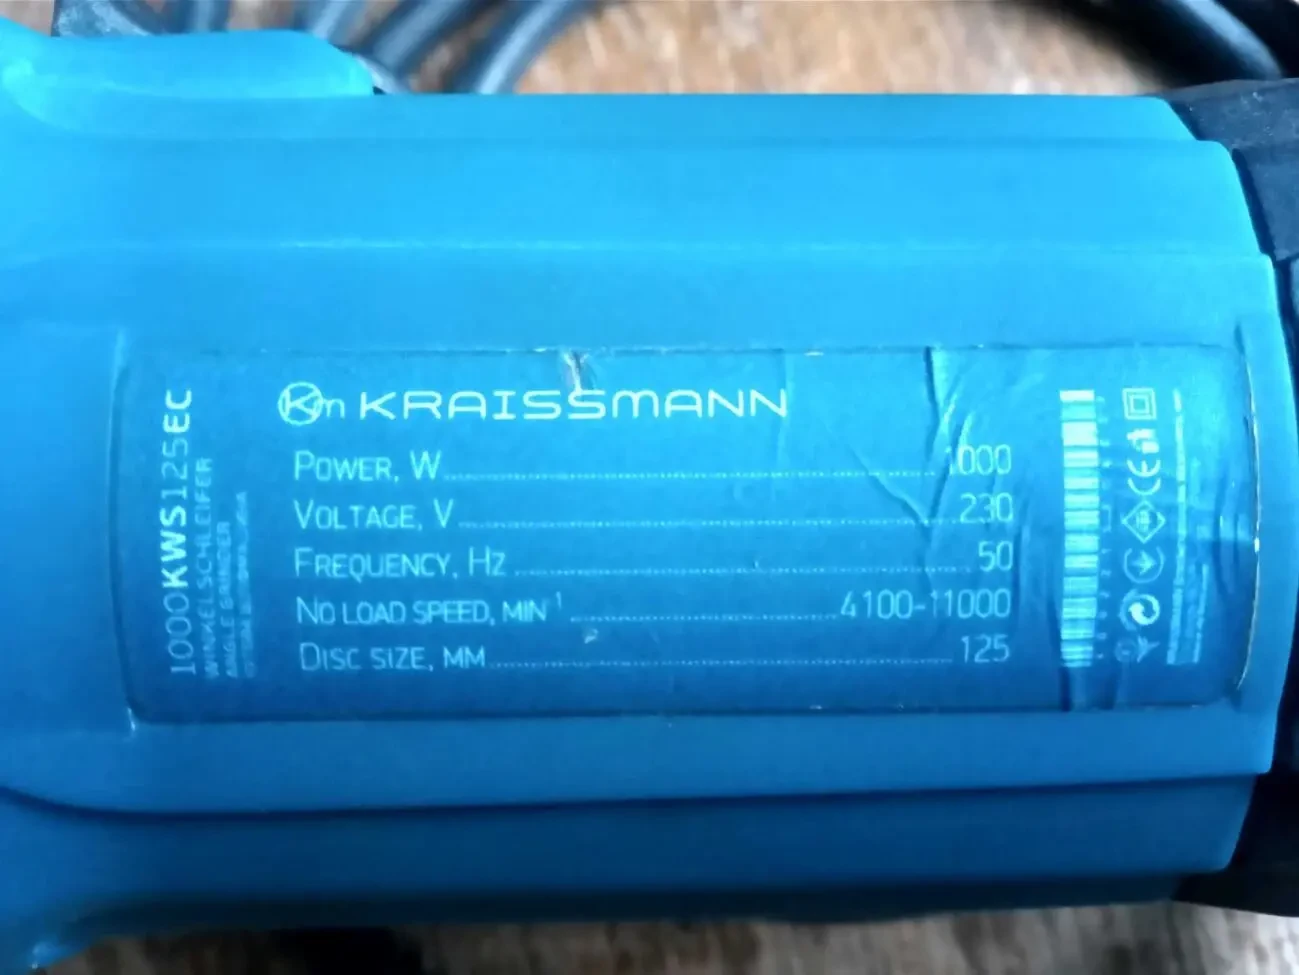 1000KWS125EC
WINKELSCHLEIFER
ANGLE GRINDER
Km KRAISSMANN
POWER, W 1000
VOLTAGE, V 230
FREQUENCY, HZ 50
NO LOAD SPEED, MIN⁻¹ 4100-11000
DISC SIZE, MM 125
CE